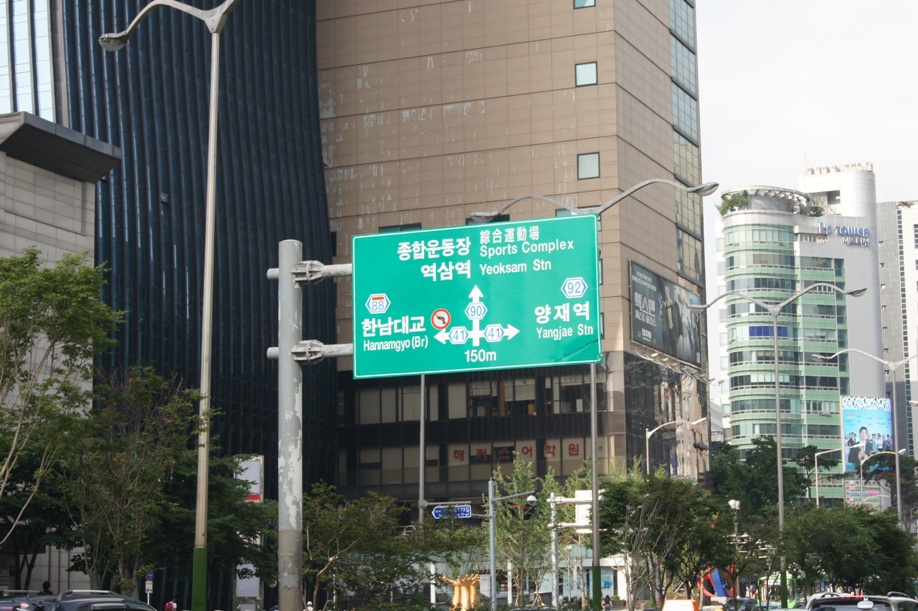 종합운동장 綜合運動場
Sports Complex
역삼역 Yeoksam Stn
88
92
90
한남대교
Hannamgyo(Br)
41
41
양재역
Yangjae Stn
150m
TOWER